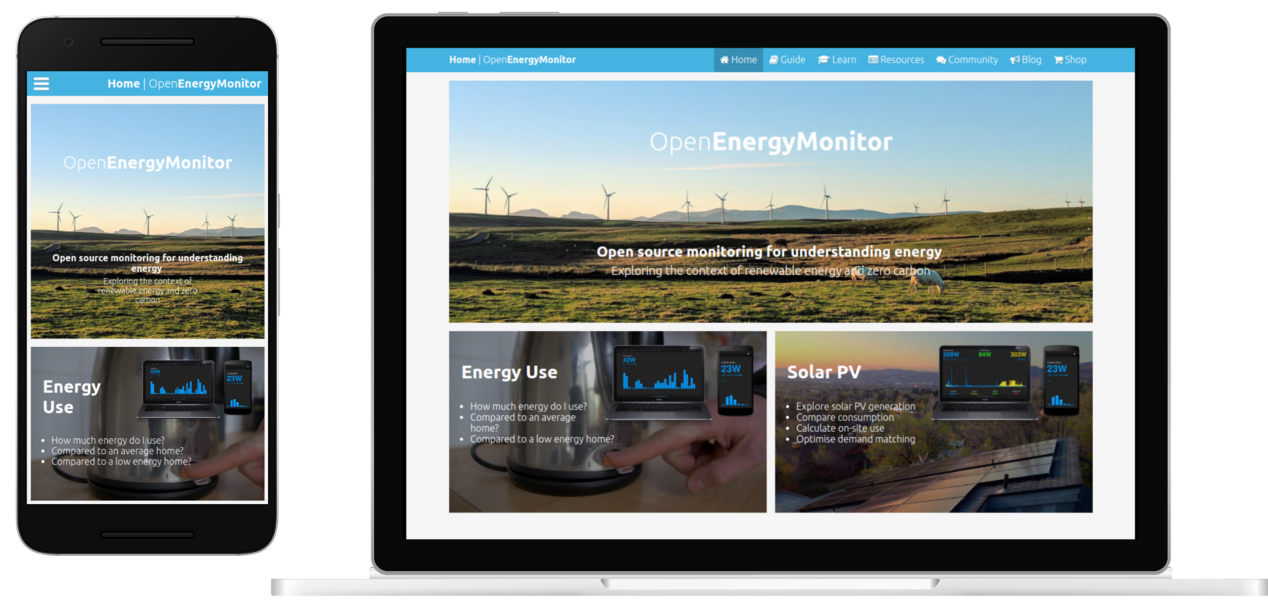 Home | OpenEnergyMonitor
OpenEnergyMonitor
Open source monitoring for understanding
energy
Exploring the context of
renewable energy and zero
carbon
Energy
Use
23W
How much energy do I use?
Compared to an average home?
Compared to a low energy home?
Home | OpenEnergyMonitor
Home
Guide
Learn
Resources
Community
Blog
Shop
OpenEnergyMonitor
Open source monitoring for understanding energy
Exploring the context of renewable energy and zero carbon
Energy Use
42W
23W
How much energy do I use?
Compared to an average
home?
Compared to a low energy home?
Solar PV
209W
94W
303W
23W
Explore solar PV generation
Compare consumption
Calculate on-site use
Optimise demand matching